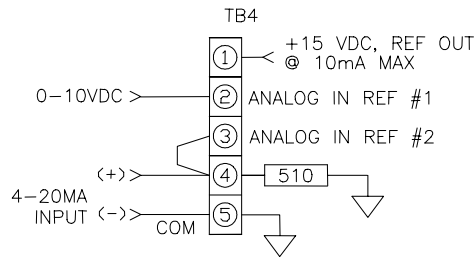 TB4
1
+15 VDC, REF OUT
@ 10mA MAX
0-10VDC
2
ANALOG IN REF #1
3
ANALOG IN REF #2
(+)
4
510
4-20MA
INPUT (-)
COM
5